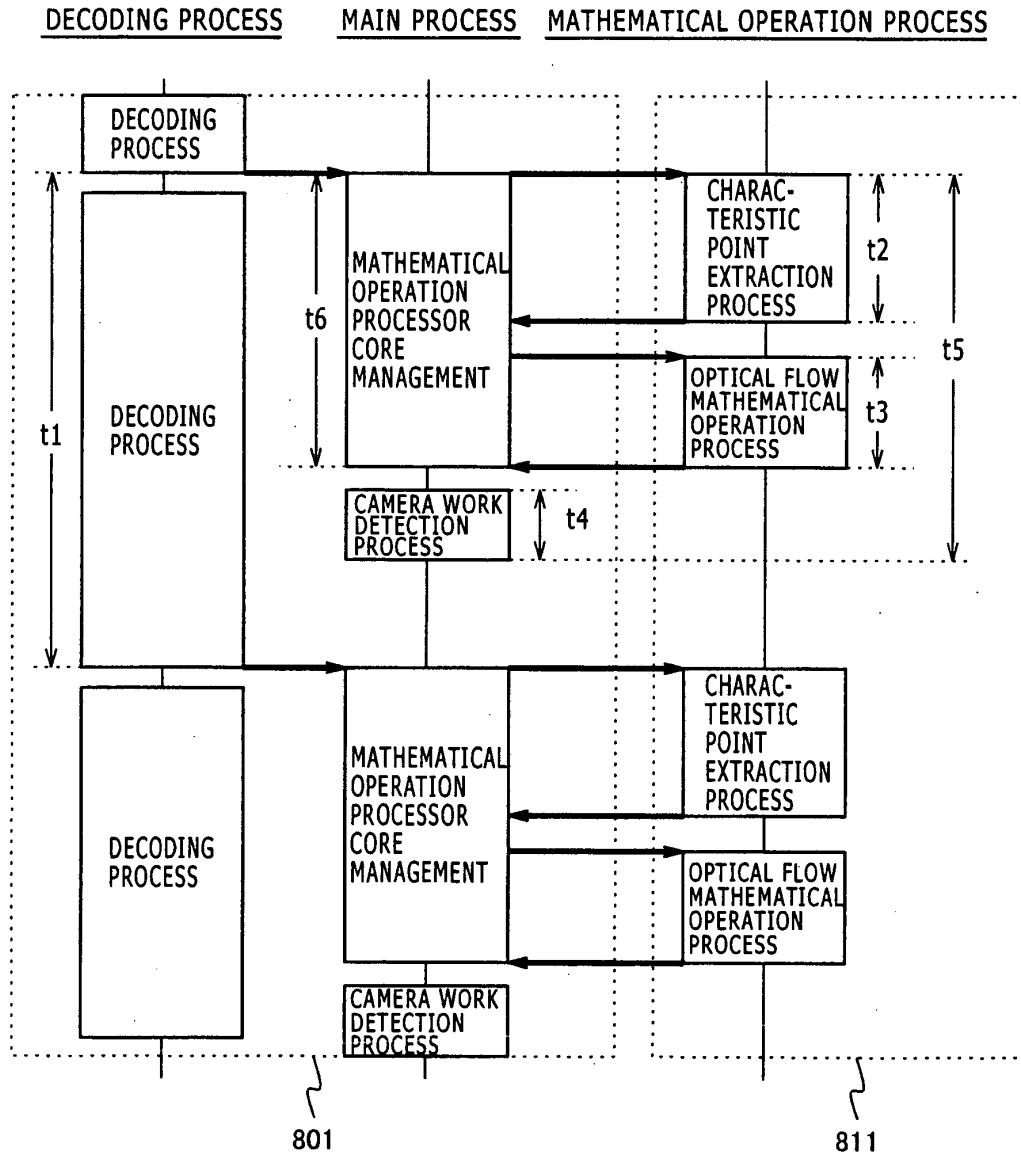 DECODING PROCESS
MAIN PROCESS
MATHEMATICAL OPERATION PROCESS
DECODING
PROCESS
t1
DECODING
PROCESS
t6
MATHEMATICAL
OPERATION
PROCESSOR
CORE
MANAGEMENT
CHARAC-
TERISTIC
POINT
EXTRACTION
PROCESS
t2
t5
OPTICAL FLOW
MATHEMATICAL
OPERATION
PROCESS
t3
CAMERA WORK
DETECTION
PROCESS
t4
DECODING
PROCESS
MATHEMATICAL
OPERATION
PROCESSOR
CORE
MANAGEMENT
CHARAC-
TERISTIC
POINT
EXTRACTION
PROCESS
OPTICAL FLOW
MATHEMATICAL
OPERATION
PROCESS
CAMERA WORK
DETECTION
PROCESS
801
811